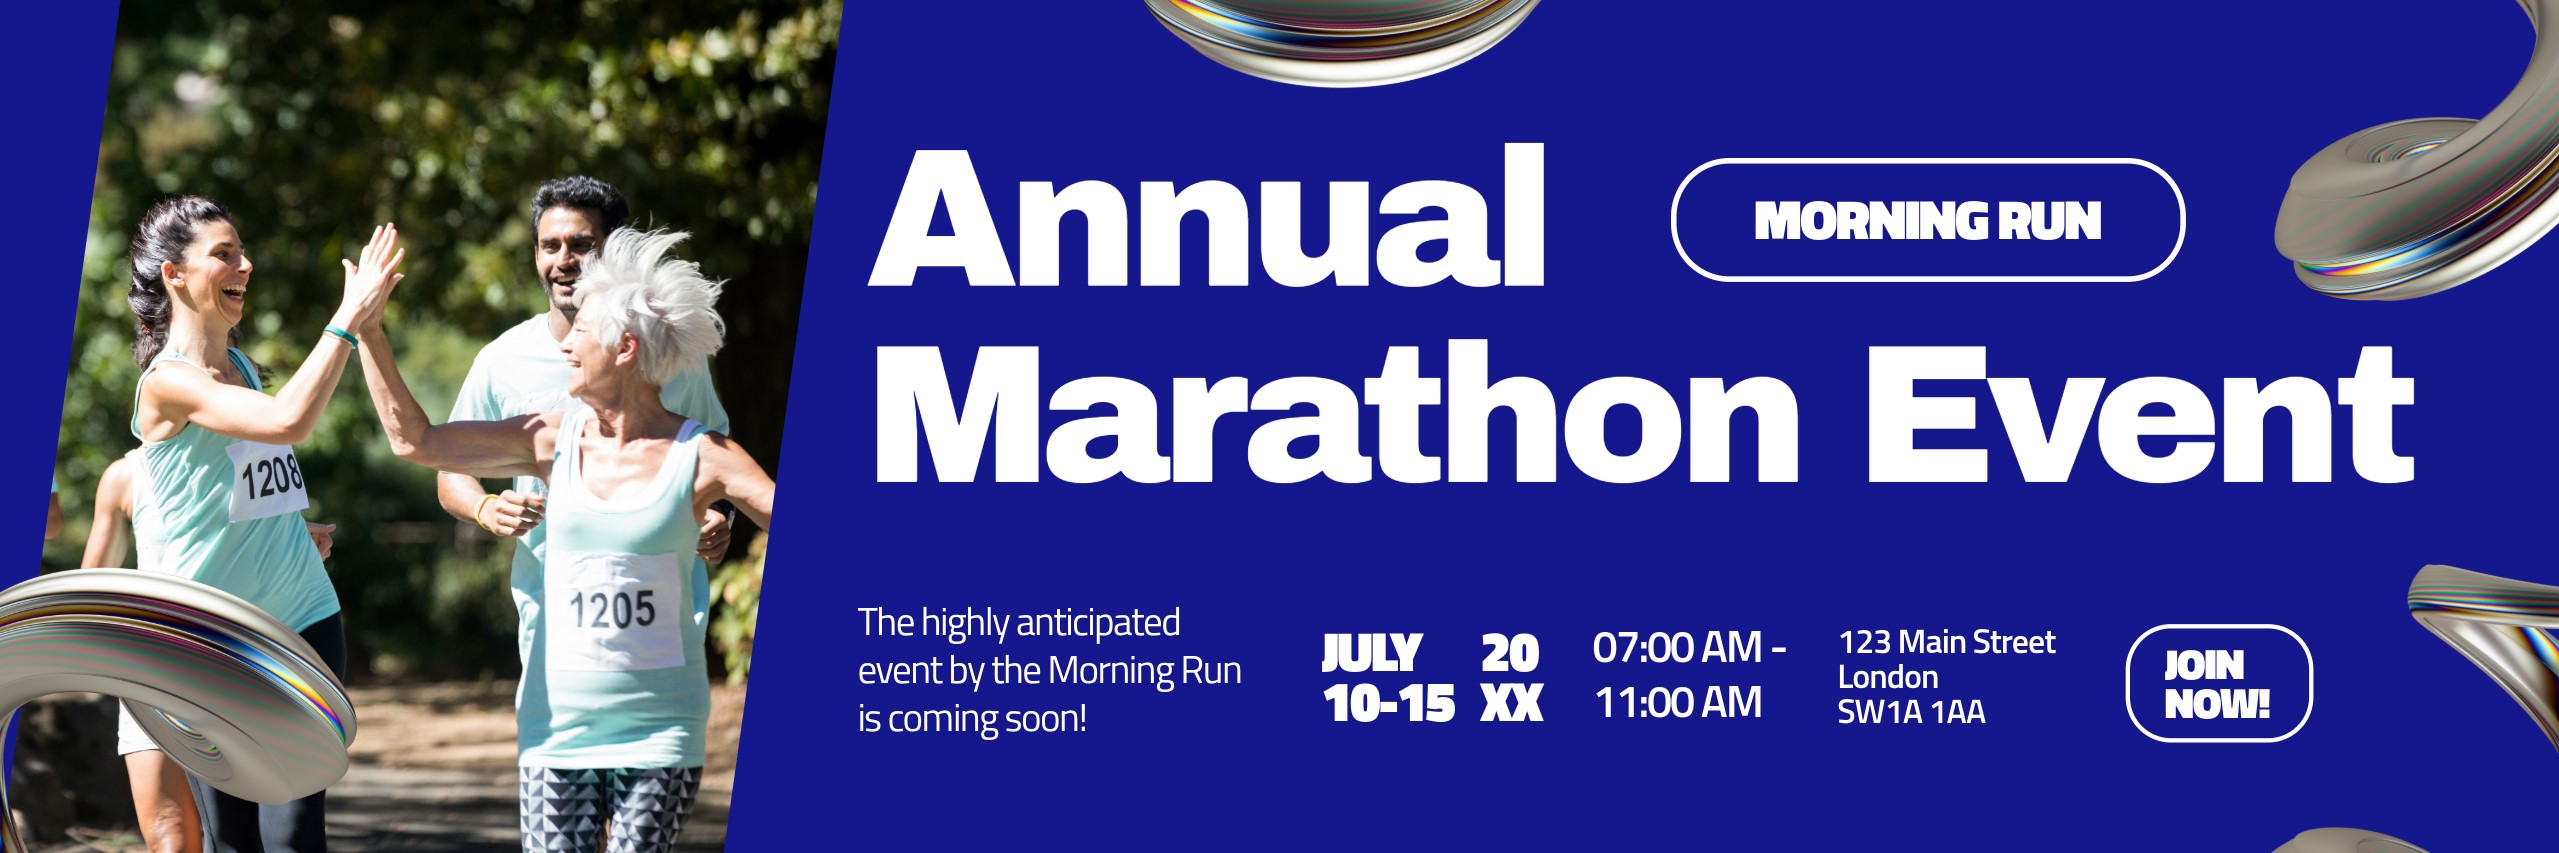 Annual
MORNING RUN
Marathon Event
The highly anticipated
event by the Morning Run
is coming soon!
JULY
10-15
20
XX
07:00 AM -
11:00 AM
123 Main Street
London
SW1A 1AA
JOIN
NOW!
1208
1205